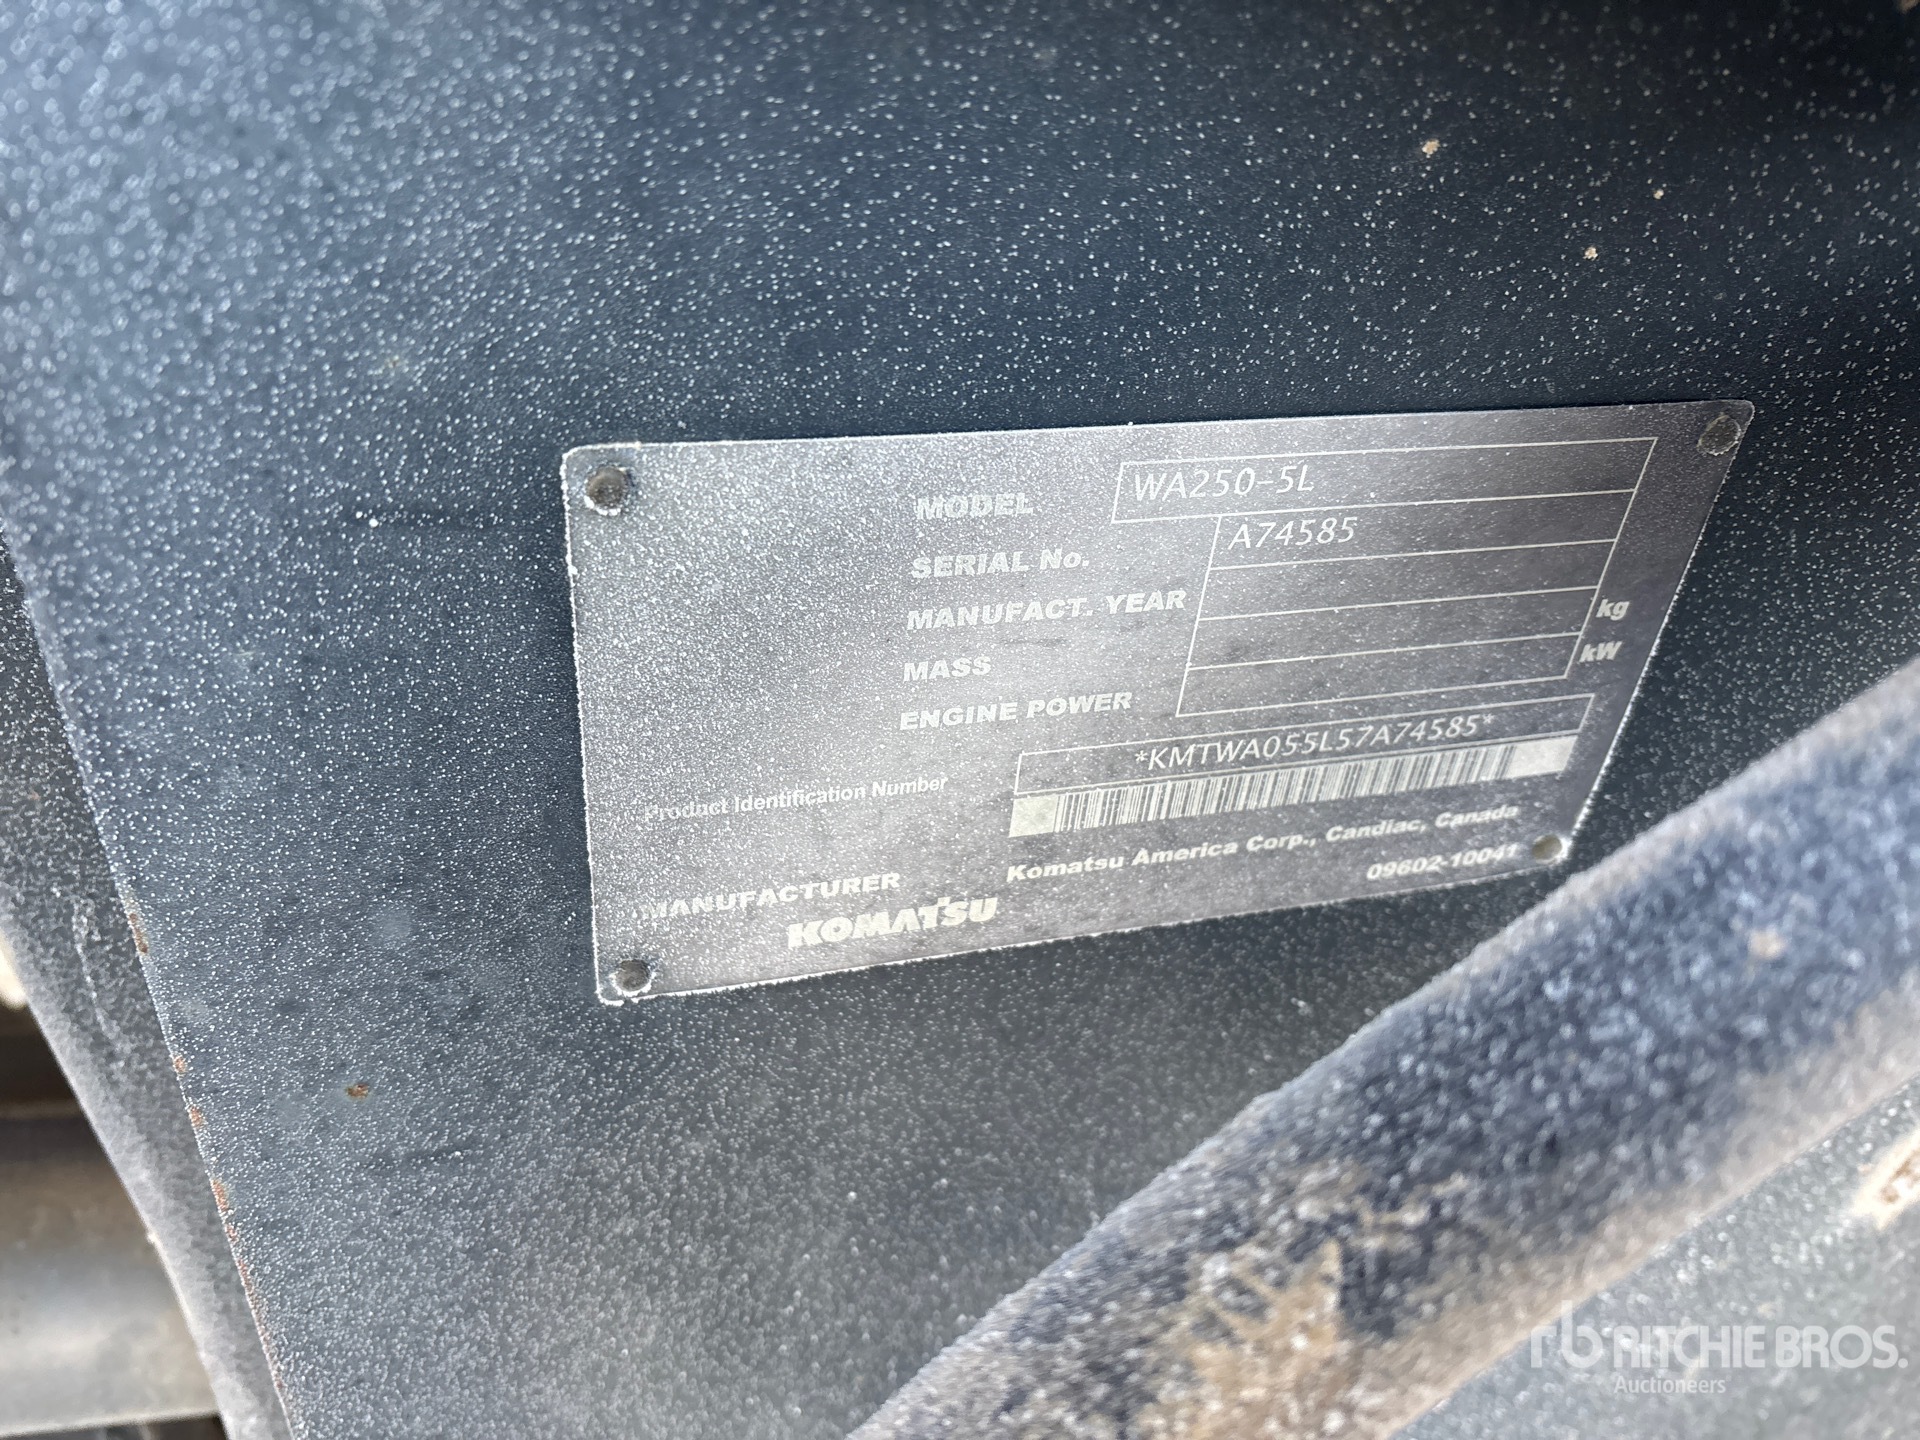 MODEL WA250-5L
SERIAL No. A74585
MANUFACT. YEAR
MASS kg
ENGINE POWER kW
Product Identification Number *KMTWA055L57A74585*
MANUFACTURER Komatsu America Corp., Candiac, Canada
KOMATSU 09602-10041
rb RITCHIE BROS.
Auctioneers